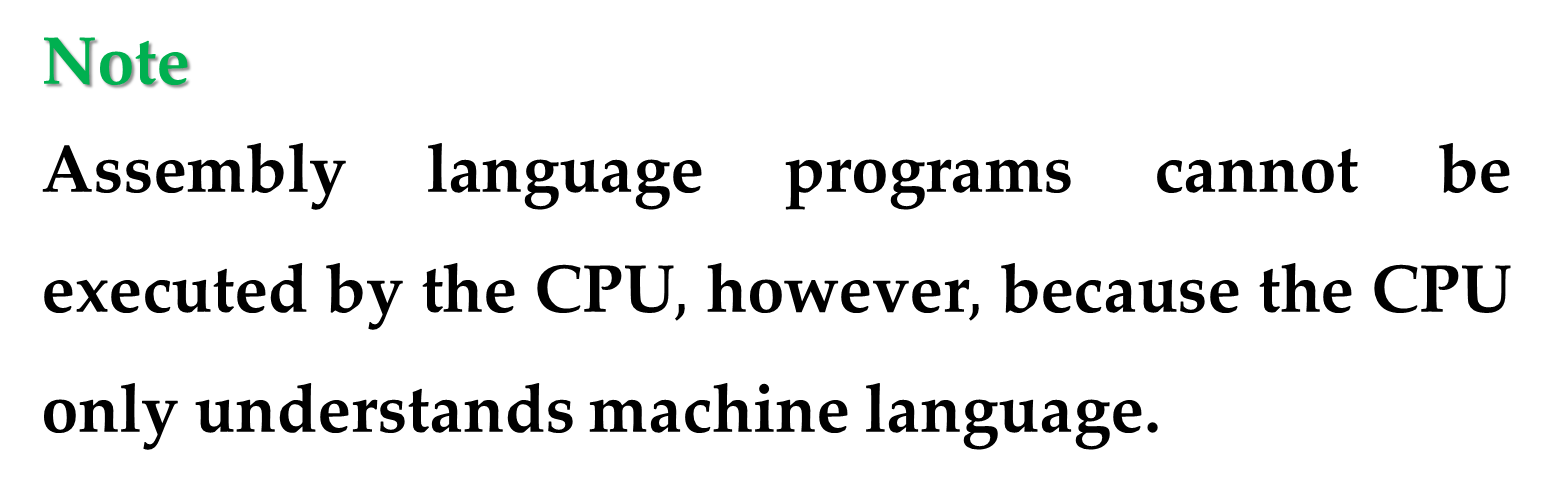 Note
Assembly language programs cannot be
executed by the CPU, however, because the CPU
only understands machine language.